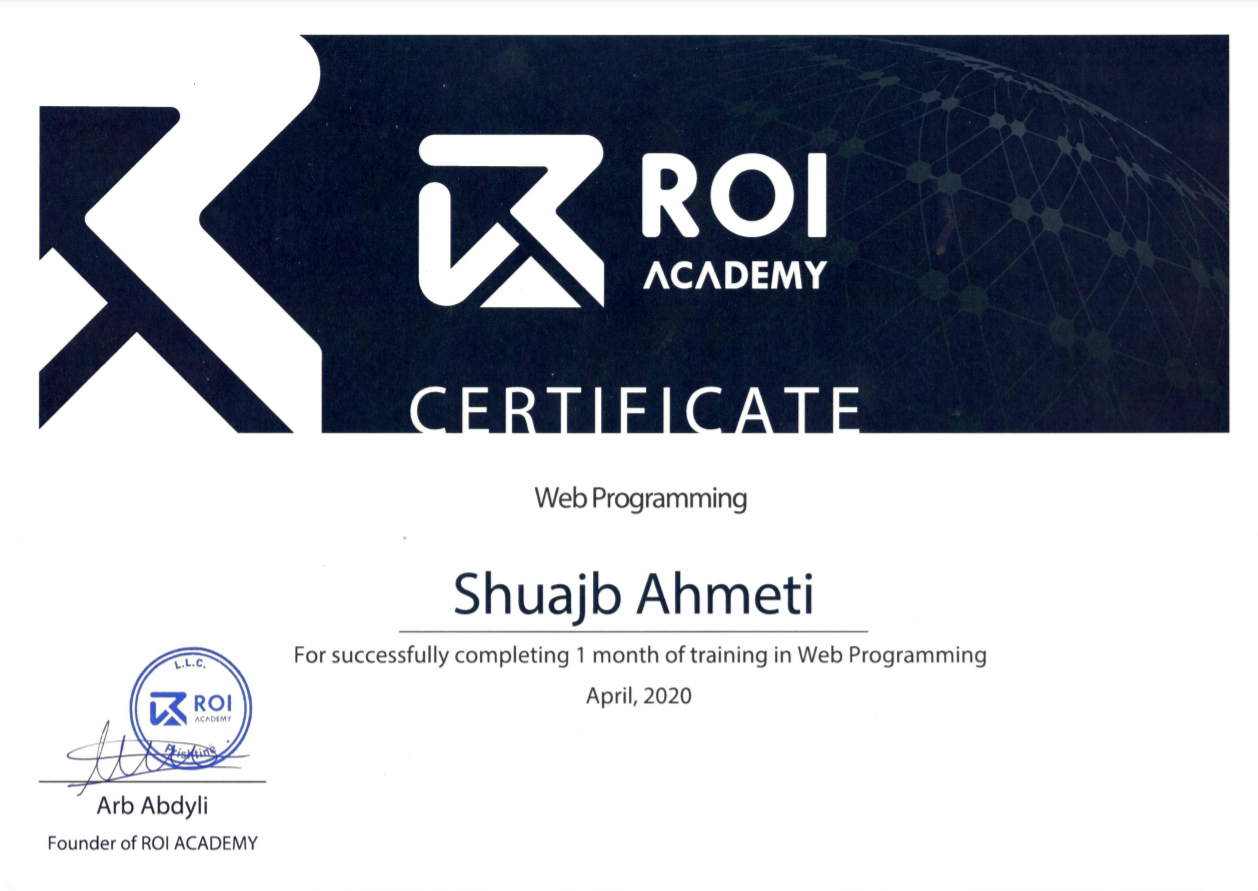 ROI
ACADEMY
CERTIFICATE
Web Programming
Shuajb Ahmeti
For successfully completing 1 month of training in Web Programming
April, 2020
L.L.C.
ROI
ACADEMY
Prishtinë
Arb Abdyli
Founder of ROI ACADEMY